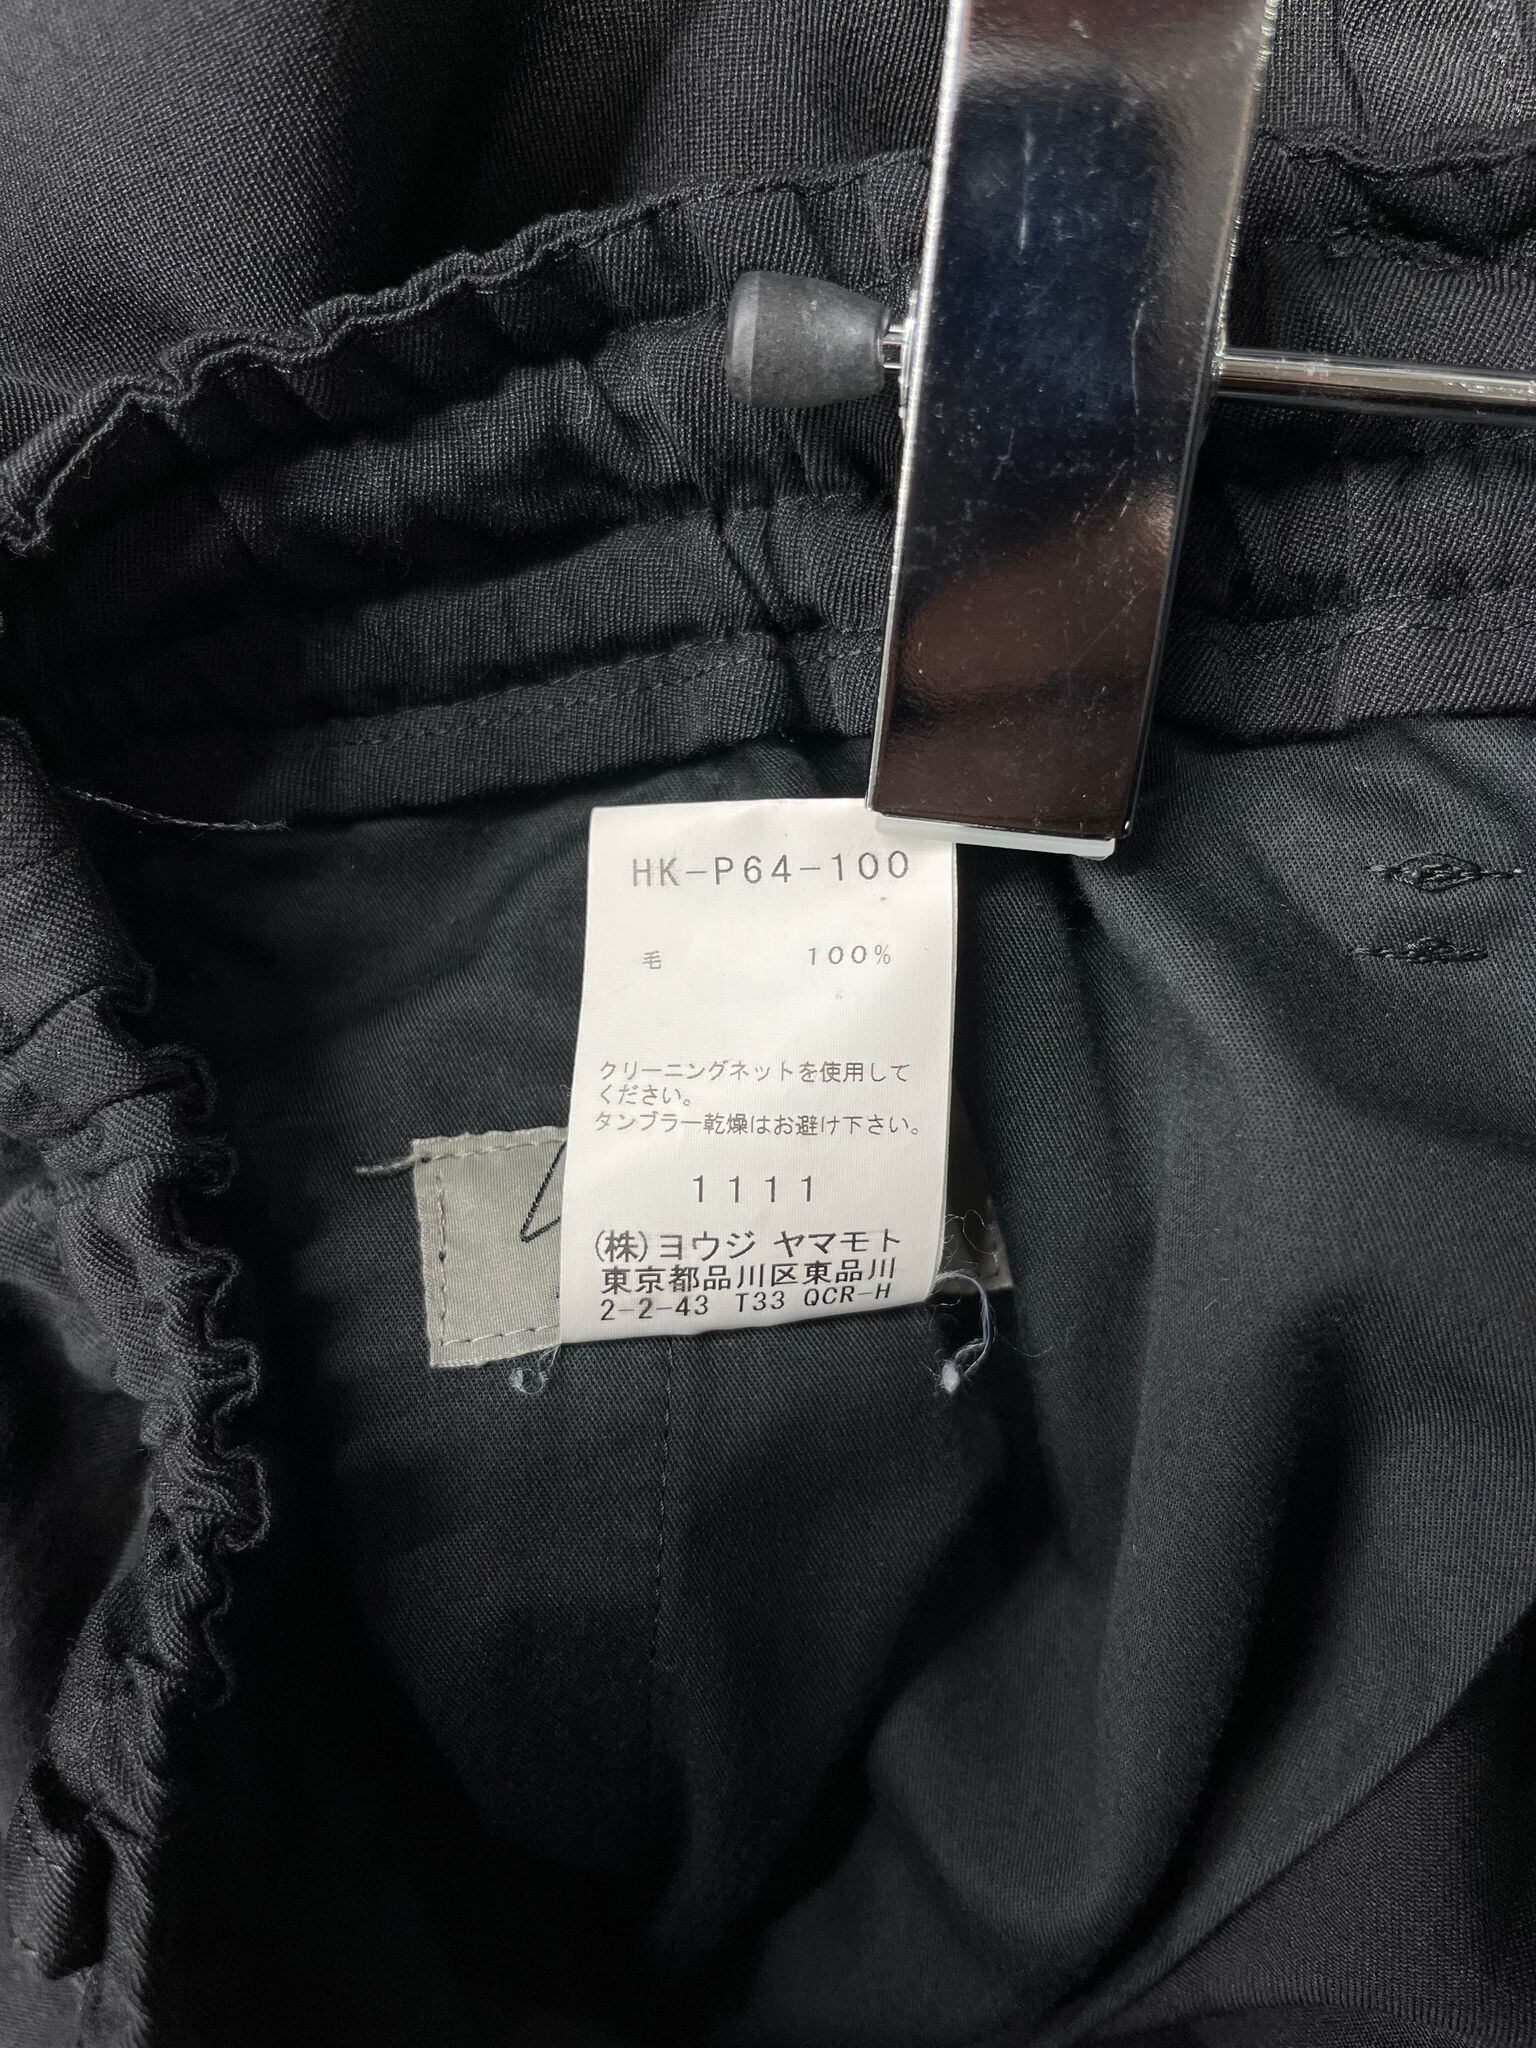 HK-P64-100
毛 100%
クリーニングネットを使用して
ください。
タンブラー乾燥はお避け下さい。
1111
(株)ヨウジ ヤマモト
東京都品川区東品川
2-2-43 T33 QCR-H